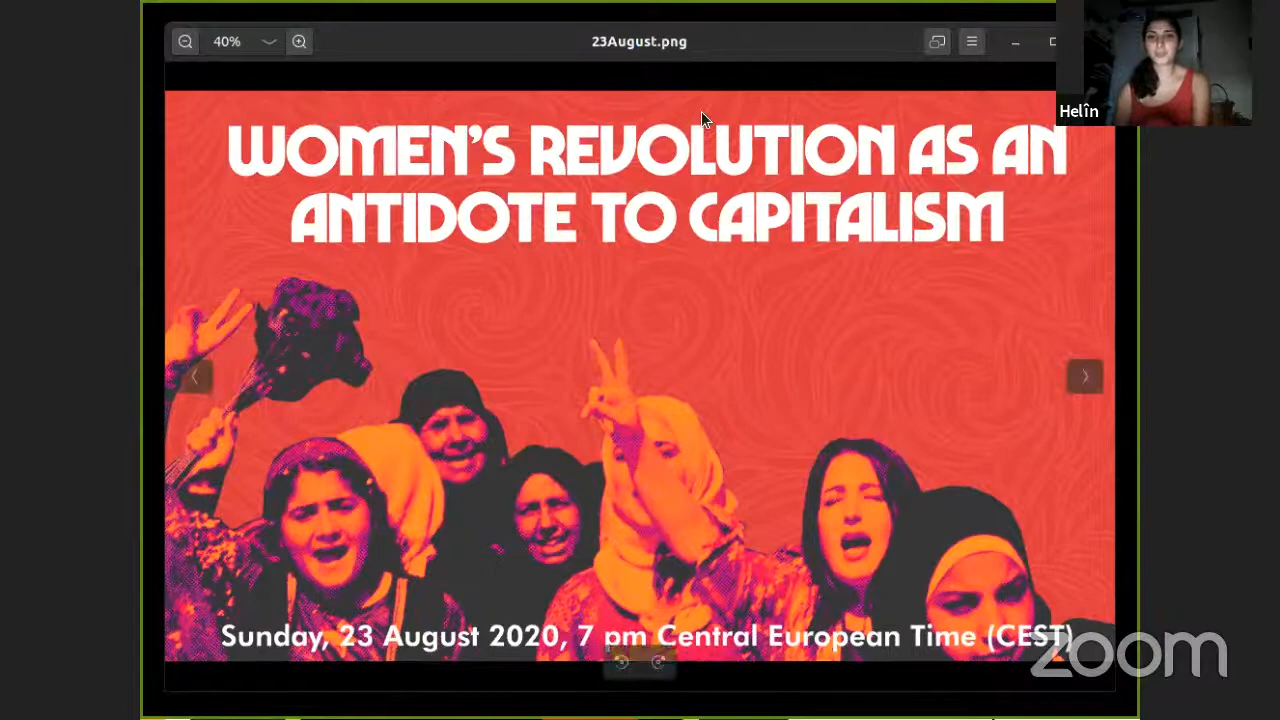 40%
23August.png
Helîn
WOMEN'S REVOLUTION AS AN
ANTIDOTE TO CAPITALISM
Sunday, 23 August 2020, 7 pm Central European Time (CEST)
zoom